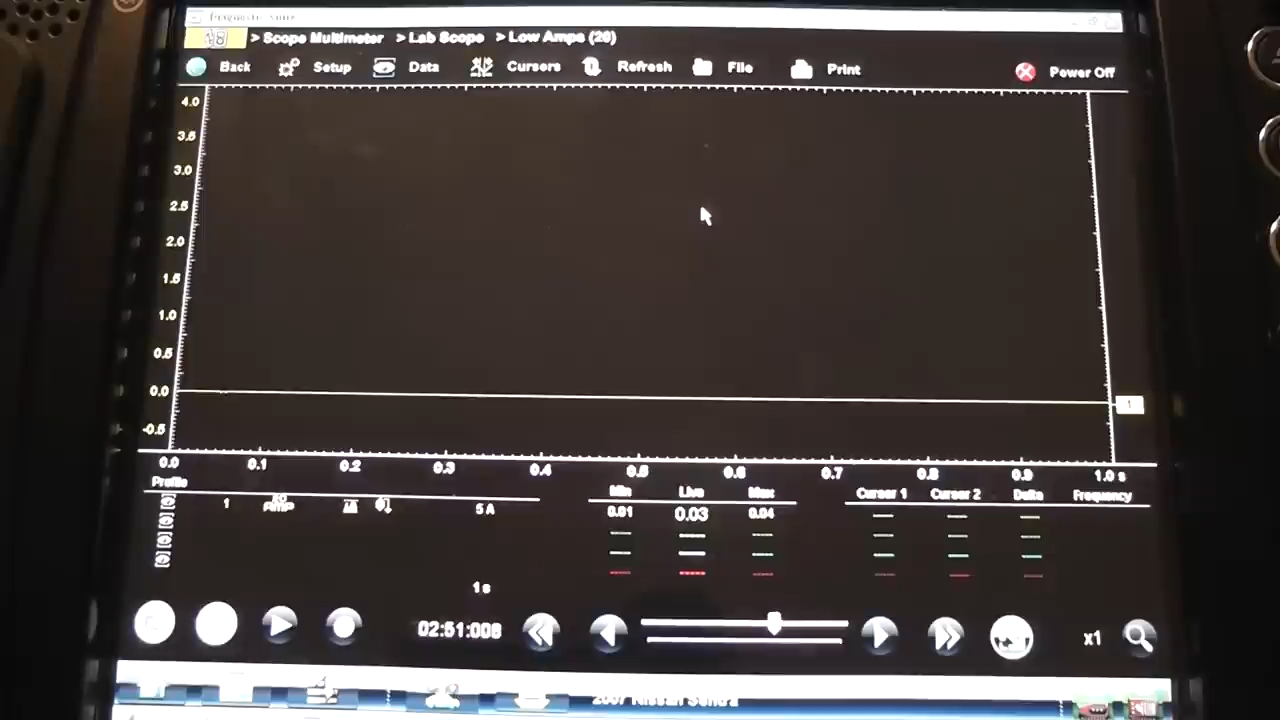 > Scope Multimeter > Lab Scope > Low Amps (20)
Back Setup Data Cursors Refresh File Print Power Off
4.0
3.5
3.0
2.5
2.0
1.5
1.0
0.5
0.0
-0.5
0.0 0.1 0.2 0.3 0.4 0.5 0.6 0.7 0.8 0.9 1.0 s
Profile Min Live Max Cursor 1 Cursor 2 Delta Frequency
1 20 AMP 5 A 0.01 0.03 0.04
1 s
02:51:008 x1
2007 Nissan Sentra